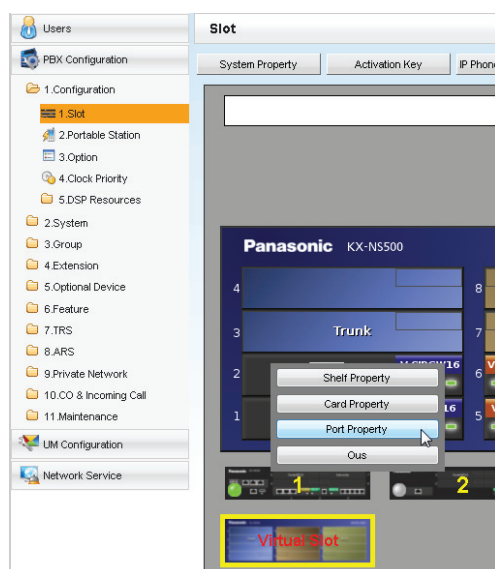 Users
PBX Configuration
1.Configuration
1.Slot
2.Portable Station
3.Option
4.Clock Priority
5.DSP Resources
2.System
3.Group
4.Extension
5.Optional Device
6.Feature
7.TRS
8.ARS
9.Private Network
10.CO & Incoming Call
11.Maintenance
UM Configuration
Network Service
Slot
System Property
Activation Key
IP Phone
Panasonic KX-NS500
4
8
3
Trunk
7
2
6
V
1
16
5
V
Shelf Property
Card Property
Port Property
Ous
1
2
Virtual Slot